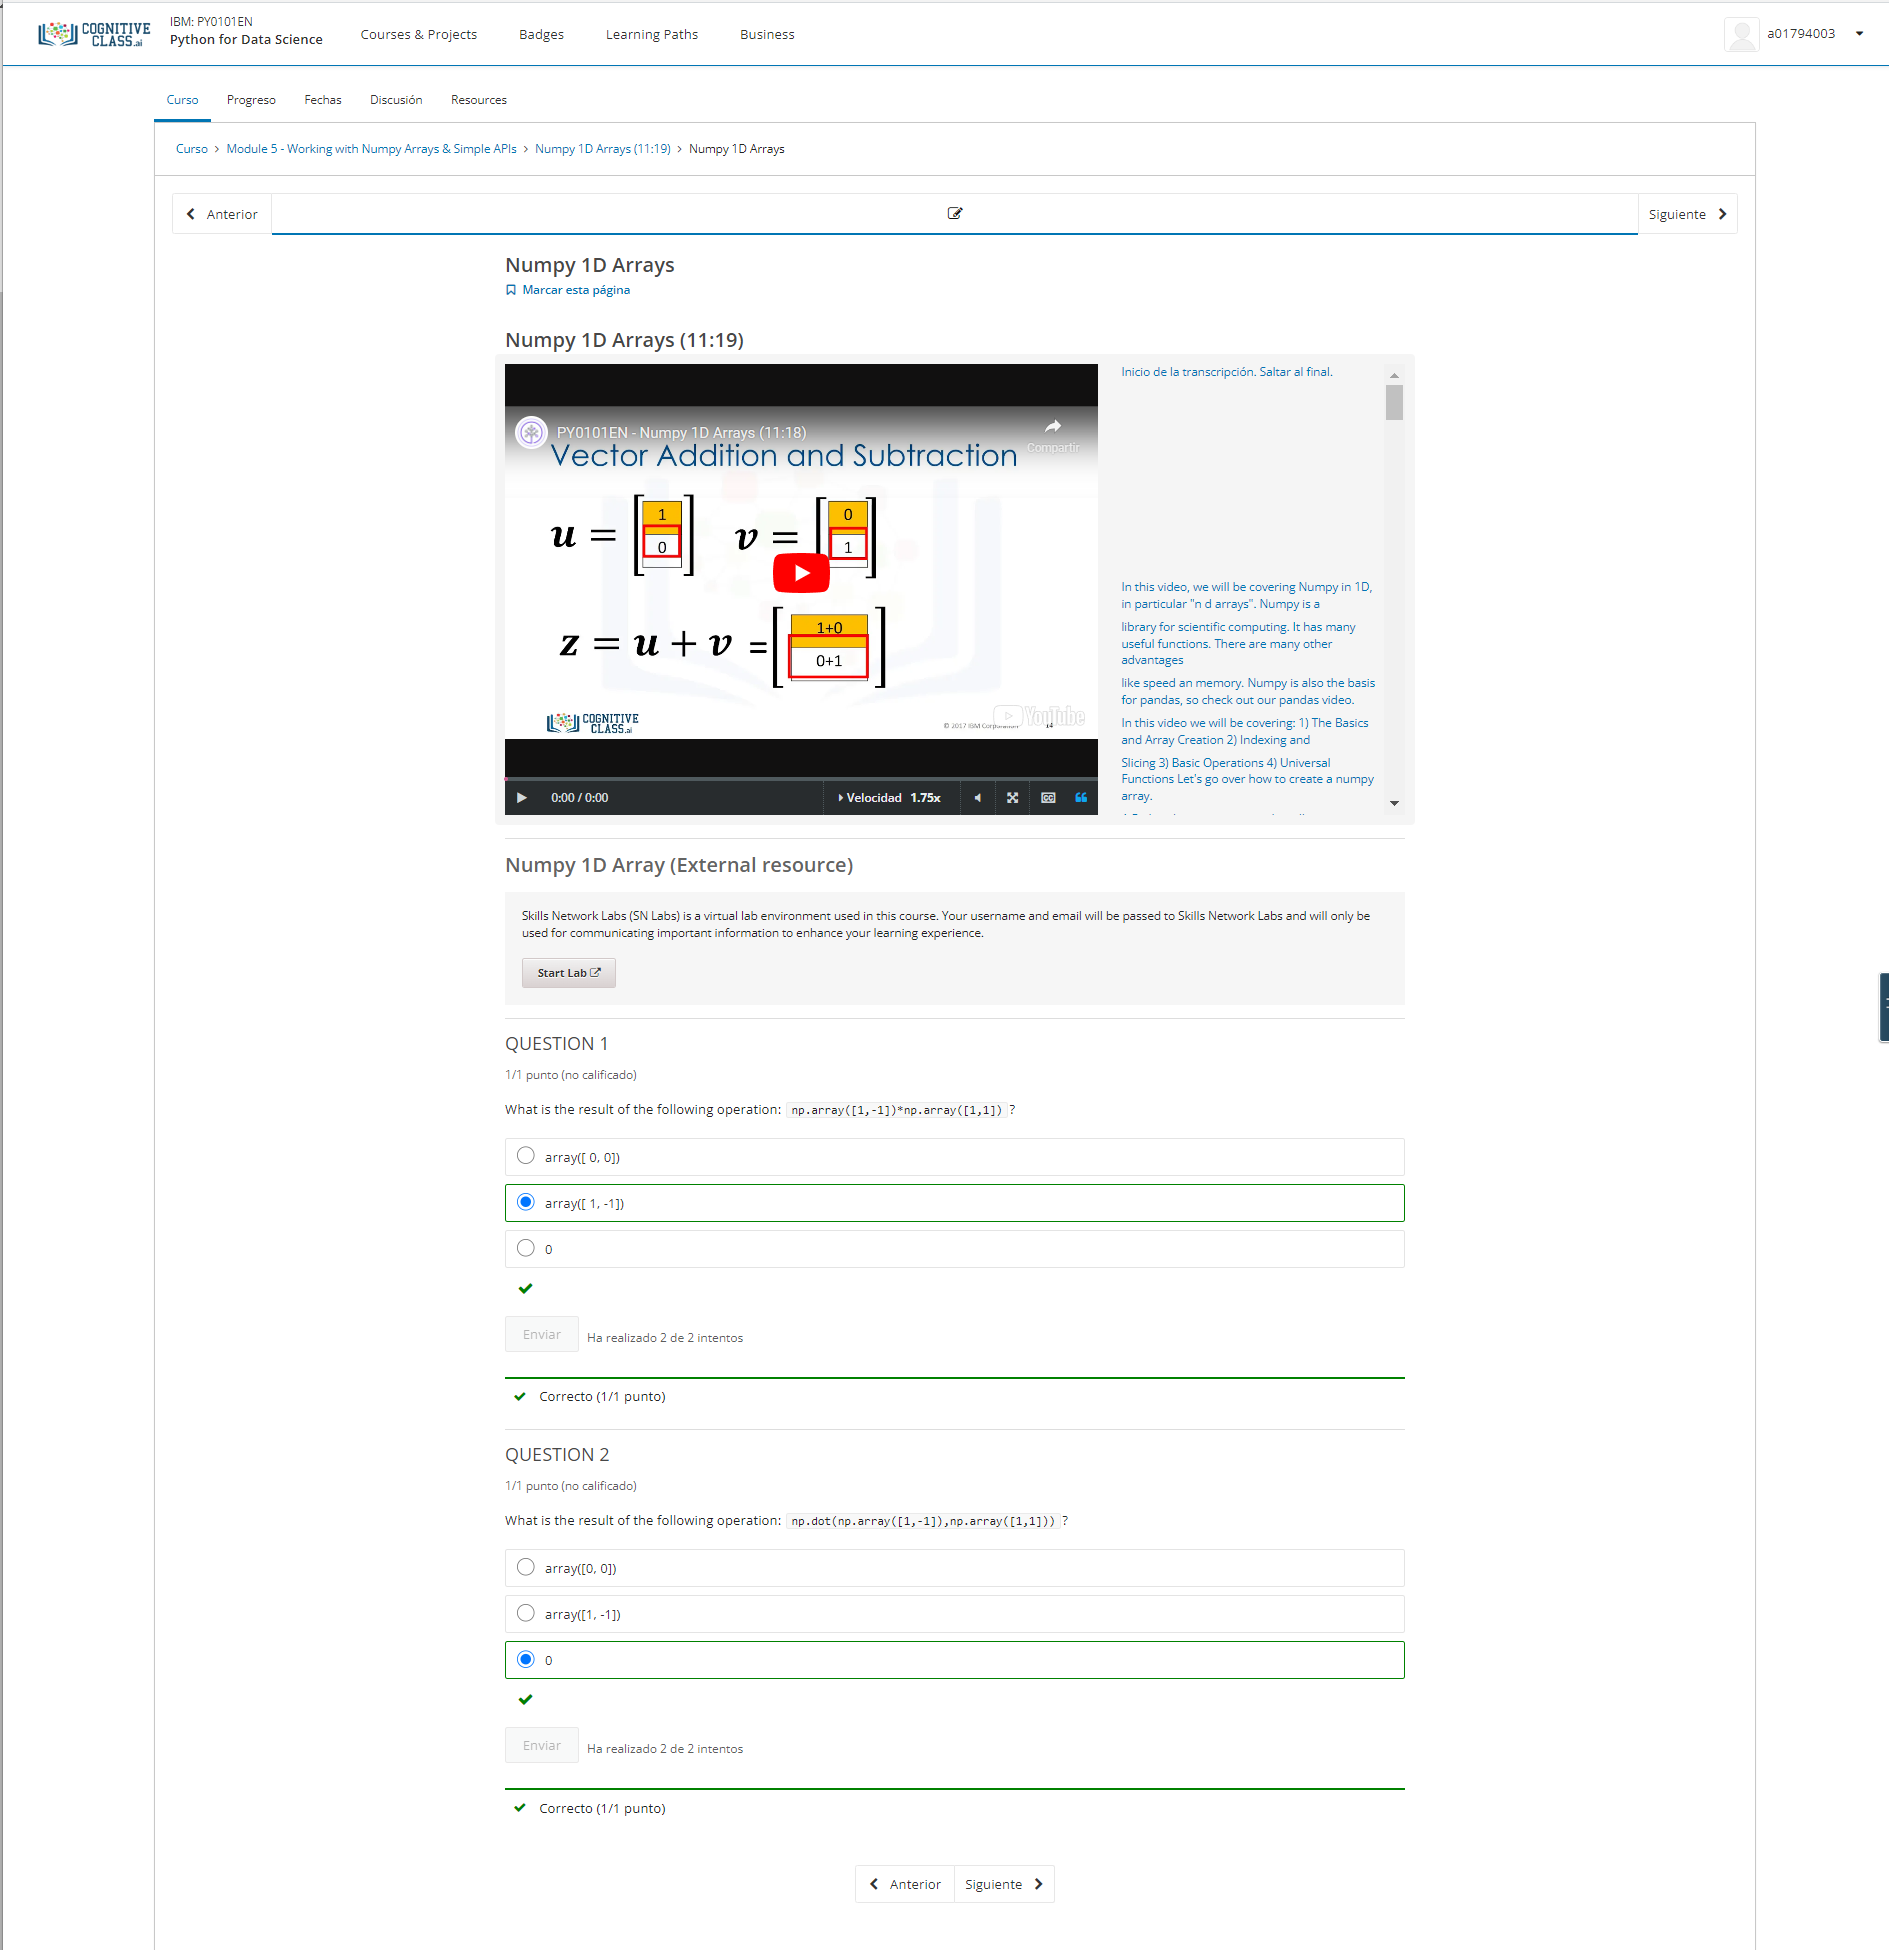 COGNITIVE
CLASS.ai
IBM: PY0101EN
Python for Data Science
Courses & Projects
Badges
Learning Paths
Business
a01794003
Curso
Progreso
Fechas
Discusión
Resources
Curso > Module 5 - Working with Numpy Arrays & Simple APIs > Numpy 1D Arrays (11:19) > Numpy 1D Arrays
Anterior
Siguiente
Numpy 1D Arrays
Marcar esta página
Numpy 1D Arrays (11:19)
PY0101EN - Numpy 1D Arrays (11:18)
Compartir
Vector Addition and Subtraction
u = [1 0] v = [0 1]
z = u + v = [1+0 0+1]
COGNITIVE
CLASS.ai
© 2017 IBM Corporation
14
YouTube
0:00 / 0:00
Velocidad 1.75x
Inicio de la transcripción. Saltar al final.
In this video, we will be covering Numpy in 1D,
in particular "n d arrays". Numpy is a
library for scientific computing. It has many
useful functions. There are many other
advantages
like speed an memory. Numpy is also the basis
for pandas, so check out our pandas video.
In this video we will be covering: 1) The Basics
and Array Creation 2) Indexing and
Slicing 3) Basic Operations 4) Universal
Functions Let's go over how to create a numpy
array.
Numpy 1D Array (External resource)
Skills Network Labs (SN Labs) is a virtual lab environment used in this course. Your username and email will be passed to Skills Network Labs and will only be
used for communicating important information to enhance your learning experience.
Start Lab
QUESTION 1
1/1 punto (no calificado)
What is the result of the following operation: np.array([1,-1])*np.array([1,1]) ?
array([ 0, 0])
array([ 1, -1])
0
Enviar
Ha realizado 2 de 2 intentos
Correcto (1/1 punto)
QUESTION 2
1/1 punto (no calificado)
What is the result of the following operation: np.dot(np.array([1,-1]),np.array([1,1])) ?
array([0, 0])
array([1, -1])
0
Enviar
Ha realizado 2 de 2 intentos
Correcto (1/1 punto)
Anterior
Siguiente